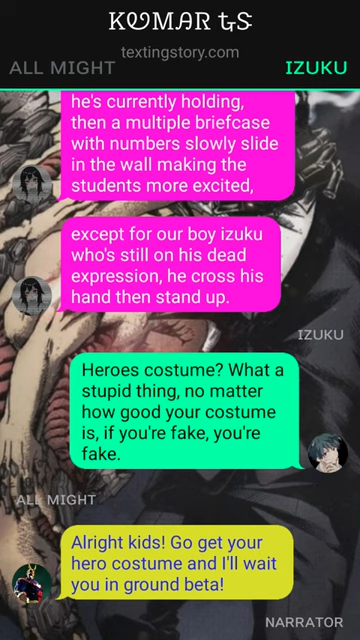 KUMAR GS
textingstory.com
ALL MIGHT
IZUKU
he's currently holding,
then a multiple briefcase
with numbers slowly slide
in the wall making the
students more excited,
except for our boy izuku
who's still on his dead
expression, he cross his
hand then stand up.
IZUKU
Heroes costume? What a
stupid thing, no matter
how good your costume
is, if you're fake, you're
fake.
ALL MIGHT
Alright kids! Go get your
hero costume and I'll wait
you in ground beta!
NARRATOR